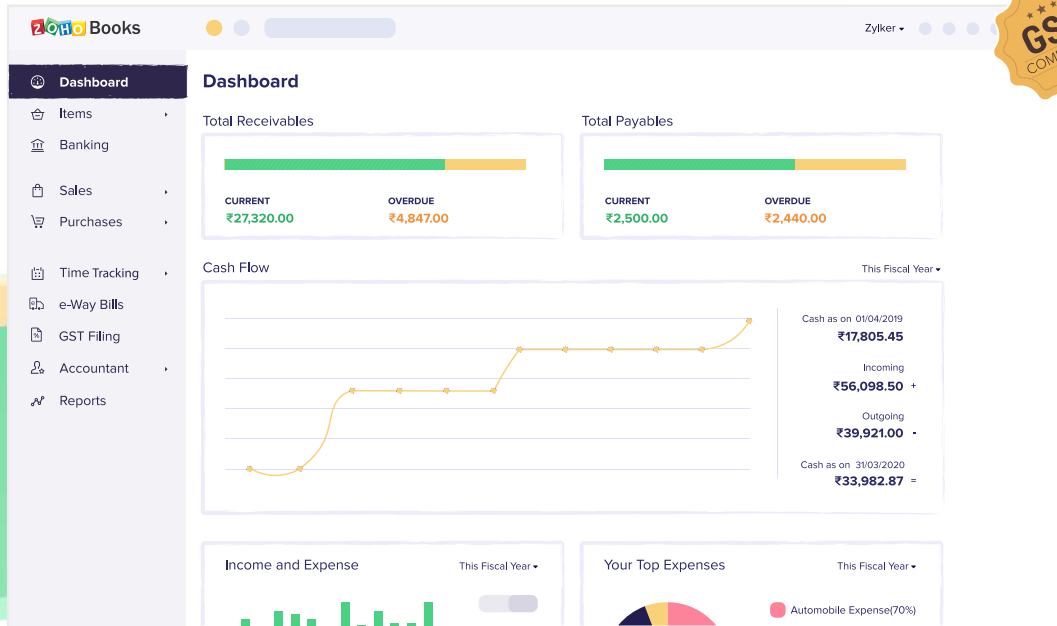 ZOHO Books
Zylker
Dashboard
Items
Banking
Sales
Purchases
Time Tracking
e-Way Bills
GST Filing
Accountant
Reports
Dashboard
Total Receivables
CURRENT OVERDUE
₹27,320.00 ₹4,847.00
Total Payables
CURRENT OVERDUE
₹2,500.00 ₹2,440.00
Cash Flow
This Fiscal Year
Cash as on 01/04/2019
₹17,805.45
Incoming
₹56,098.50 +
Outgoing
₹39,921.00 -
Cash as on 31/03/2020
₹33,982.87 =
Income and Expense
This Fiscal Year
Your Top Expenses
This Fiscal Year
Automobile Expense(70%)